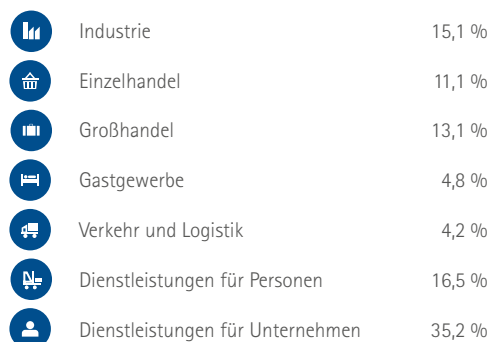 Industrie 15,1 %
Einzelhandel 11,1 %
Großhandel 13,1 %
Gastgewerbe 4,8 %
Verkehr und Logistik 4,2 %
Dienstleistungen für Personen 16,5 %
Dienstleistungen für Unternehmen 35,2 %